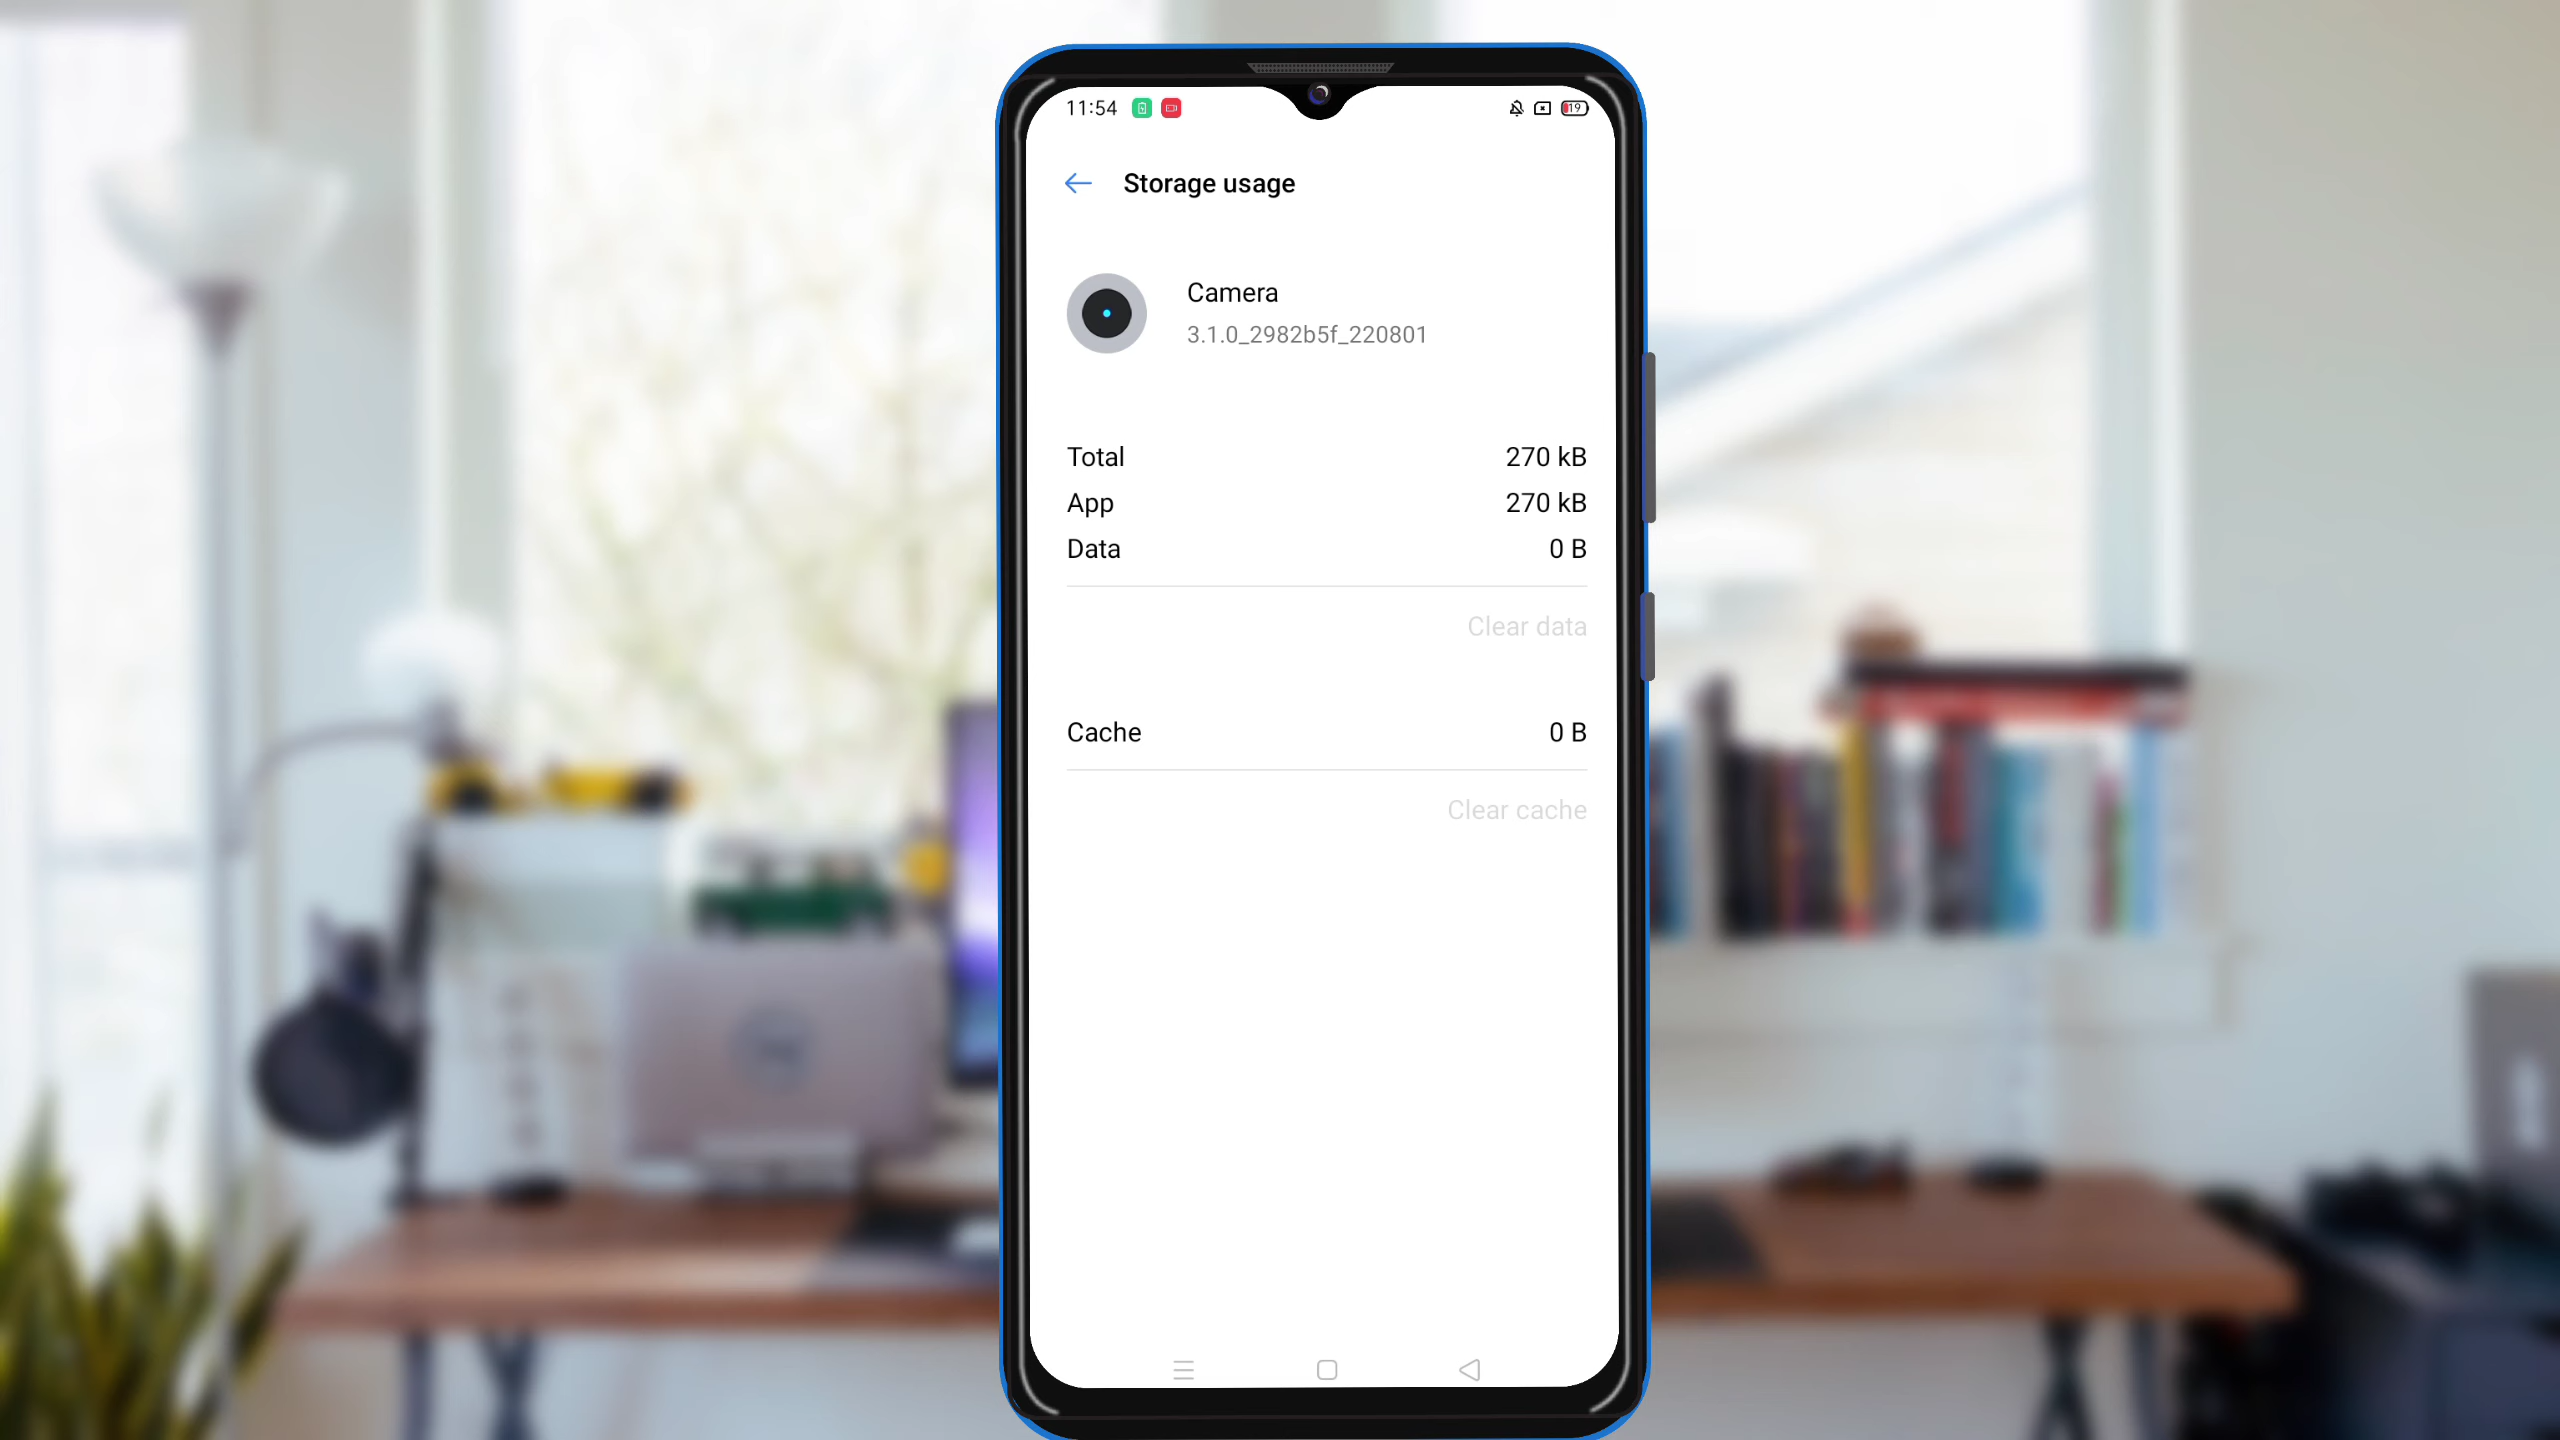 11:54
19
Storage usage
Camera
3.1.0_2982b5f_220801
Total 270 kB
App 270 kB
Data 0 B
Clear data
Cache 0 B
Clear cache